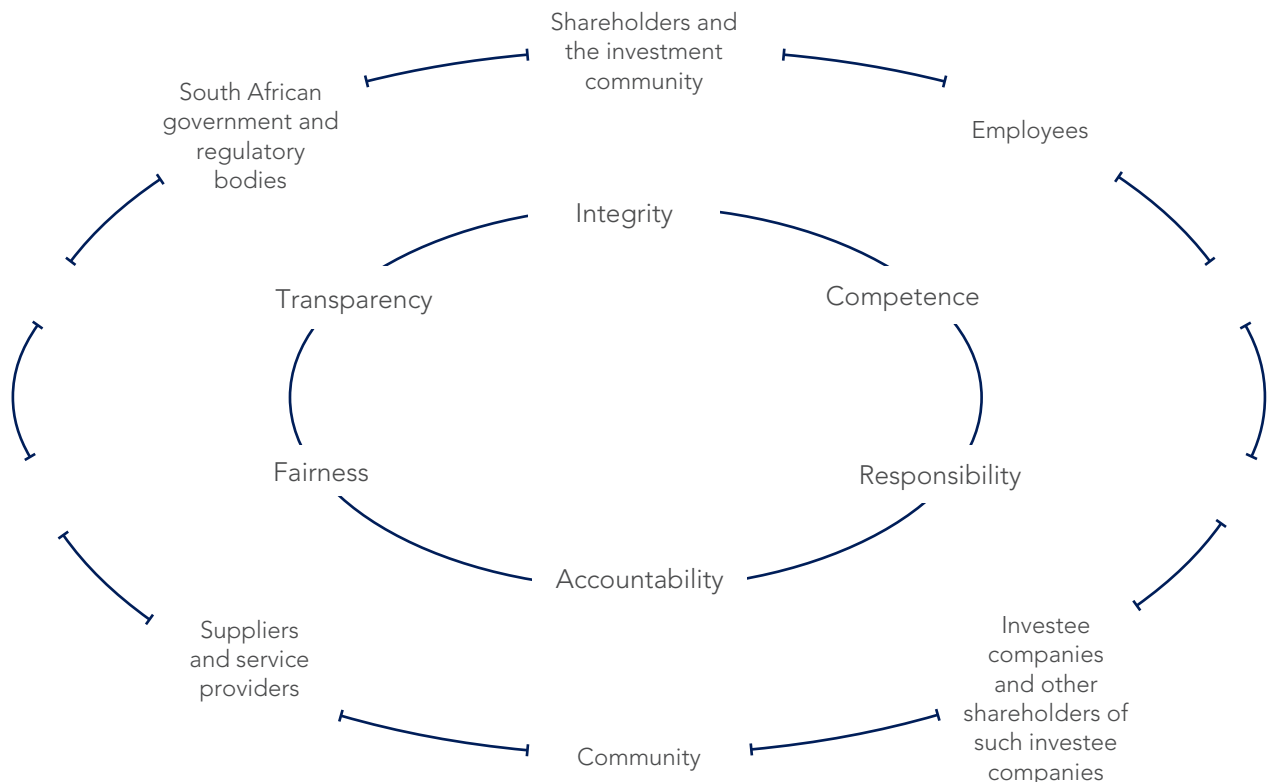 Shareholders and
the investment
community
South African
government and
regulatory
bodies
Employees
Integrity
Transparency
Competence
Fairness
Responsibility
Accountability
Suppliers
and service
providers
Investee
companies
and other
shareholders of
such investee
companies
Community